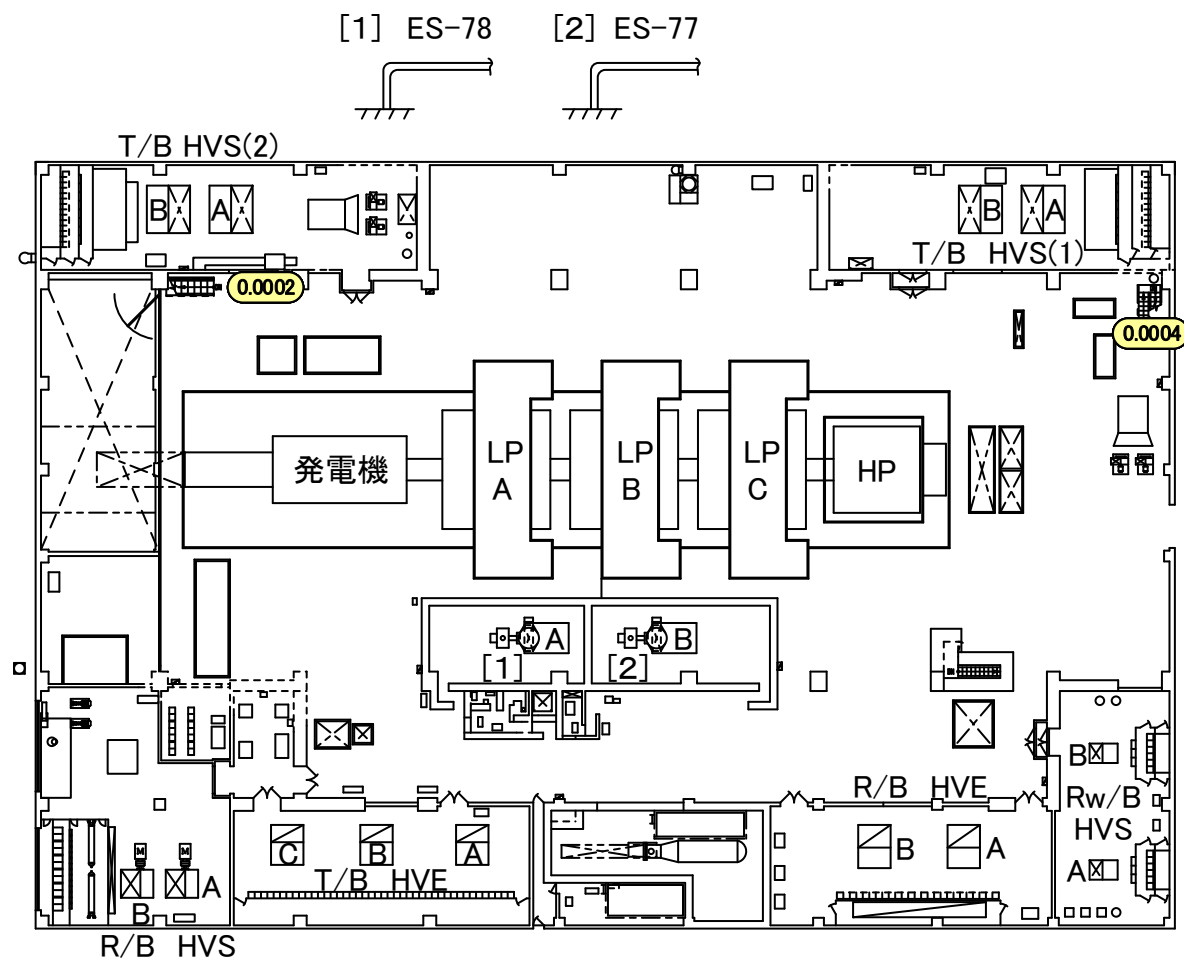 [1] ES-78 [2] ES-77
T/B HVS(2)
B A
B A
T/B HVS(1)
0.0002
0.0004
発電機
LP A
LP B
LP C
HP
A
B
[1]
[2]
R/B HVE
B
Rw/B HVS
A
C B A
T/B HVE
B A
M M
A
B
R/B HVS